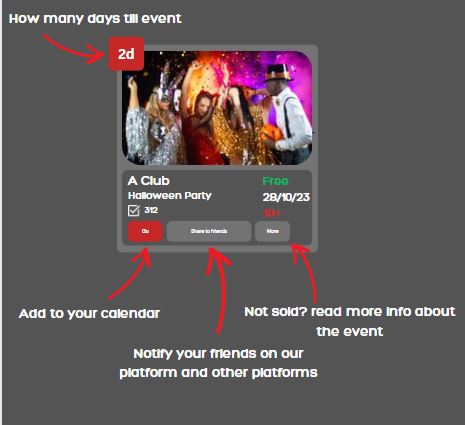 How many days till event
2d
A Club
Free
Halloween Party
28/10/23
312
18+
Go
Share to friends
More
Add to your calendar
Not sold? read more info about
the event
Notify your friends on our
platform and other platforms